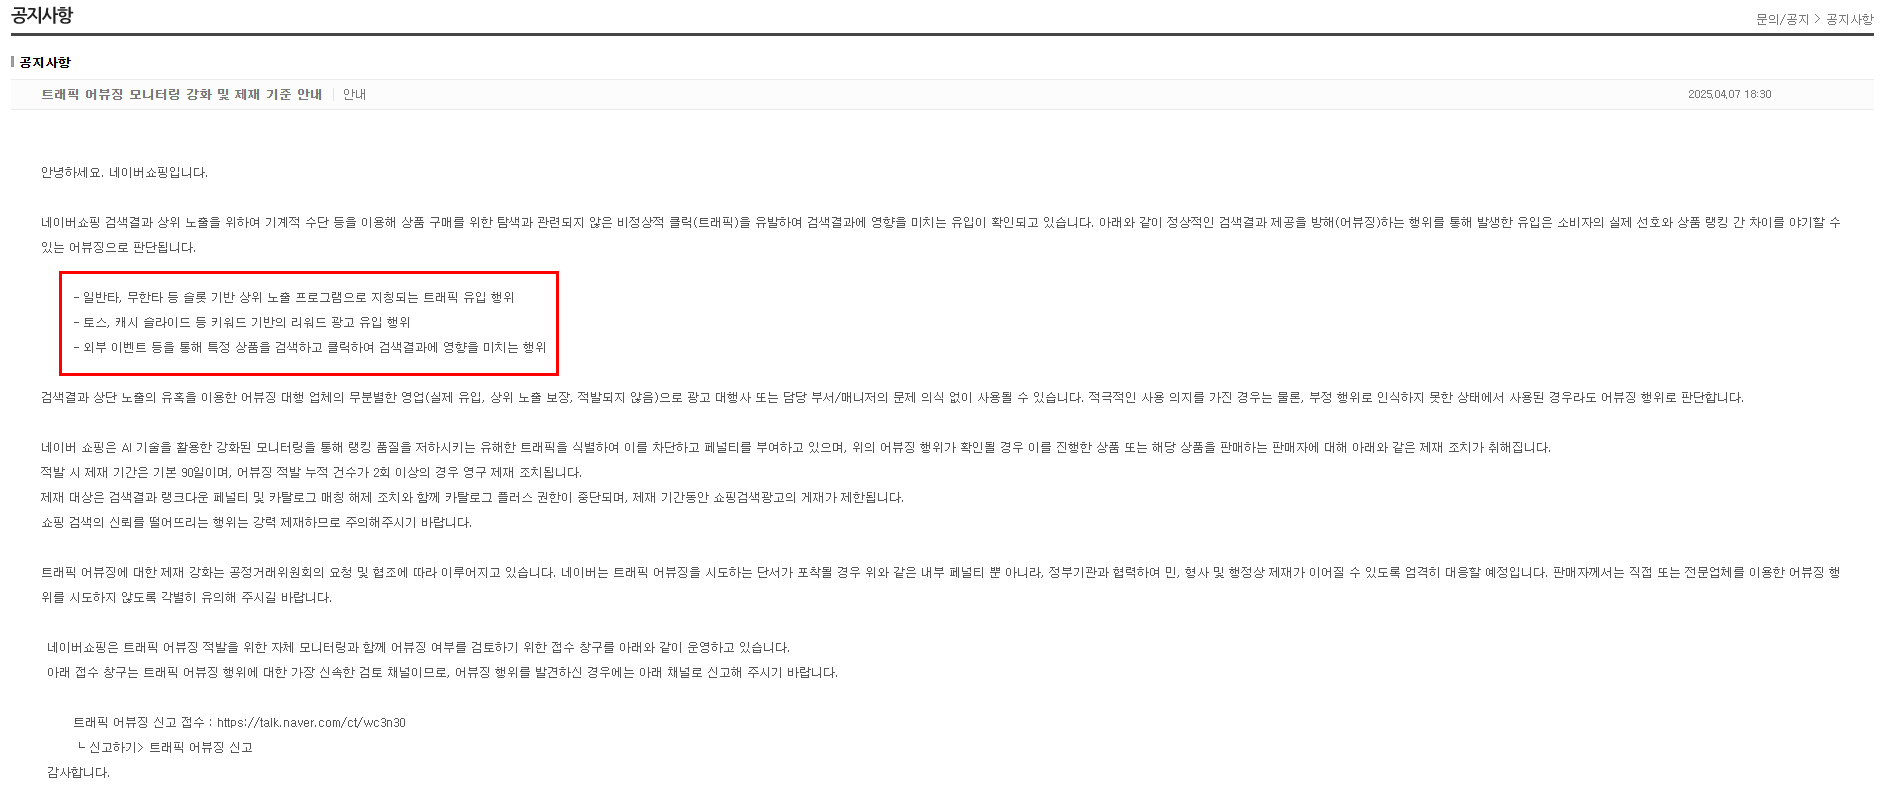 공지사항
문의/공지 > 공지사항
공지사항
트래픽 어뷰징 모니터링 강화 및 제재 기준 안내 | 안내
2025.04.07 18:30
안녕하세요. 네이버쇼핑입니다.
네이버쇼핑 검색결과 상위 노출을 위하여 기계적 수단 등을 이용해 상품 구매를 위한 탐색과 관련되지 않은 비정상적 클릭(트래픽)을 유발하여 검색결과에 영향을 미치는 유입이 확인되고 있습니다. 아래와 같이 정상적인 검색결과 제공을 방해(어뷰징)하는 행위를 통해 발생한 유입은 소비자의 실제 선호와 상품 랭킹 간 차이를 야기할 수
있는 어뷰징으로 판단됩니다.
- 일반타, 무한타 등 슬롯 기반 상위 노출 프로그램으로 지칭되는 트래픽 유입 행위
- 토스, 캐시 슬라이드 등 키워드 기반의 리워드 광고 유입 행위
- 외부 이벤트 등을 통해 특정 상품을 검색하고 클릭하여 검색결과에 영향을 미치는 행위
검색결과 상단 노출의 유혹을 이용한 어뷰징 대행 업체의 무분별한 영업(실제 유입, 상위 노출 보장, 적발되지 않음)으로 광고 대행사 또는 담당 부서/매니저의 문제 의식 없이 사용될 수 있습니다. 적극적인 사용 의지를 가진 경우는 물론, 부정 행위로 인식하지 못한 상태에서 사용된 경우라도 어뷰징 행위로 판단합니다.
네이버 쇼핑은 AI 기술을 활용한 강화된 모니터링을 통해 랭킹 품질을 저하시키는 유해한 트래픽을 식별하여 이를 차단하고 페널티를 부여하고 있으며, 위의 어뷰징 행위가 확인될 경우 이를 진행한 상품 또는 해당 상품을 판매하는 판매자에 대해 아래와 같은 제재 조치가 취해집니다.
적발 시 제재 기간은 기본 90일이며, 어뷰징 적발 누적 건수가 2회 이상의 경우 영구 제재 조치됩니다.
제재 대상은 검색결과 랭크다운 페널티 및 카탈로그 매칭 해제 조치와 함께 카탈로그 플러스 권한이 중단되며, 제재 기간동안 쇼핑검색광고의 게재가 제한됩니다.
쇼핑 검색의 신뢰를 떨어뜨리는 행위는 강력 제재하므로 주의해주시기 바랍니다.
트래픽 어뷰징에 대한 제재 강화는 공정거래위원회의 요청 및 협조에 따라 이루어지고 있습니다. 네이버는 트래픽 어뷰징을 시도하는 단서가 포착될 경우 위와 같은 내부 페널티 뿐 아니라, 정부기관과 협력하여 민, 형사 및 행정상 제재가 이어질 수 있도록 엄격히 대응할 예정입니다. 판매자께서는 직접 또는 전문업체를 이용한 어뷰징 행
위를 시도하지 않도록 각별히 유의해 주시길 바랍니다.
네이버쇼핑은 트래픽 어뷰징 적발을 위한 자체 모니터링과 함께 어뷰징 여부를 검토하기 위한 접수 창구를 아래와 같이 운영하고 있습니다.
아래 접수 창구는 트래픽 어뷰징 행위에 대한 가장 신속한 검토 채널이므로, 어뷰징 행위를 발견하신 경우에는 아래 채널로 신고해 주시기 바랍니다.
트래픽 어뷰징 신고 접수 : https://talk.naver.com/ct/wc3n30
┗ 신고하기> 트래픽 어뷰징 신고
감사합니다.